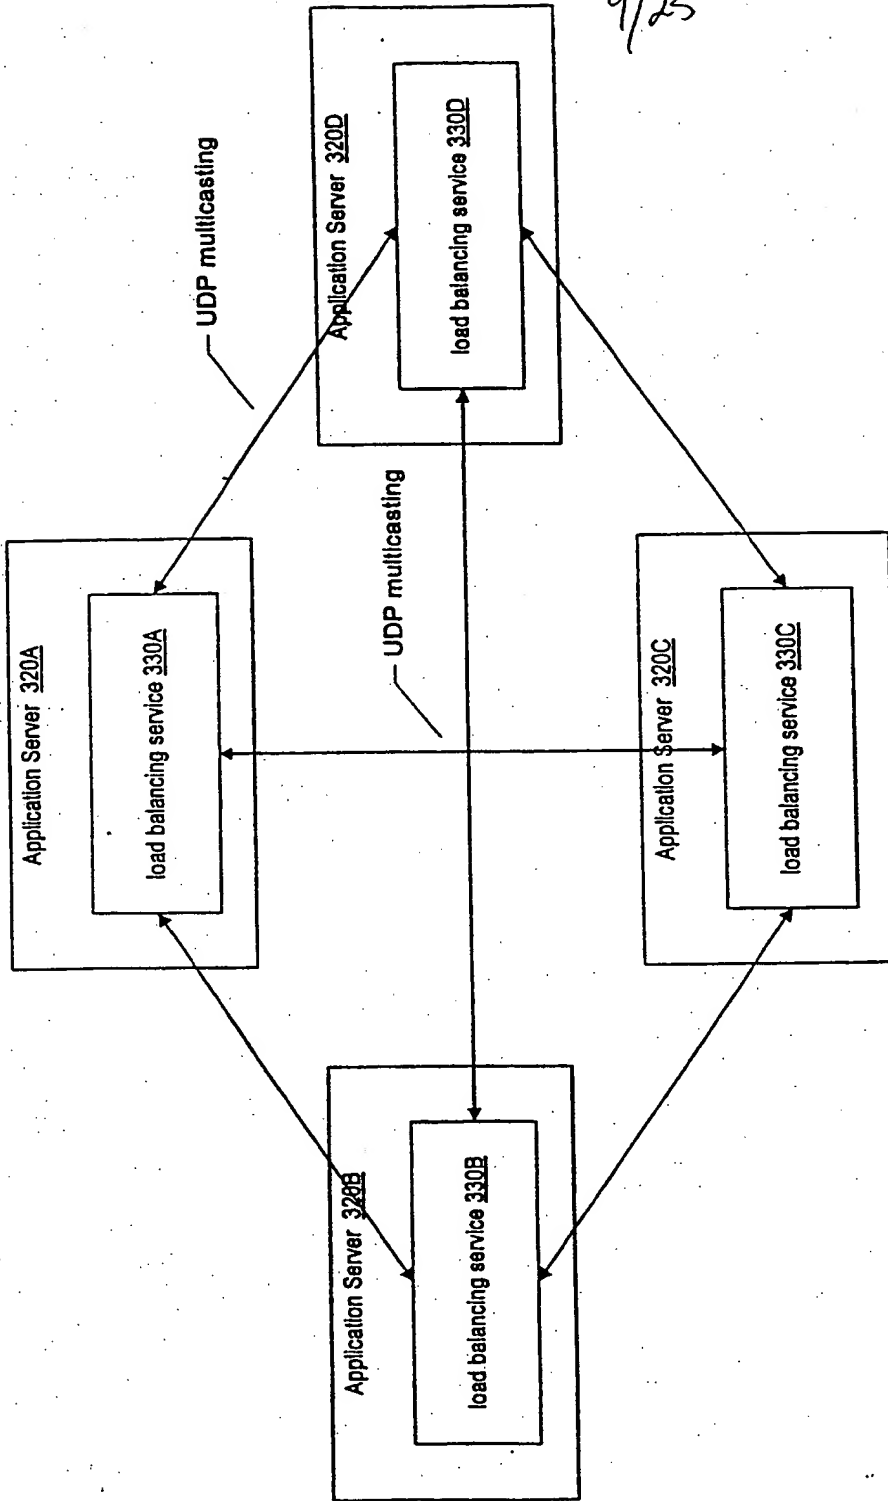 9/25
UDP multicasting
Application Server 320A
load balancing service 330A
Application Server 320B
load balancing service 330B
UDP multicasting
Application Server 320D
load balancing service 330D
Application Server 320C
load balancing service 330C